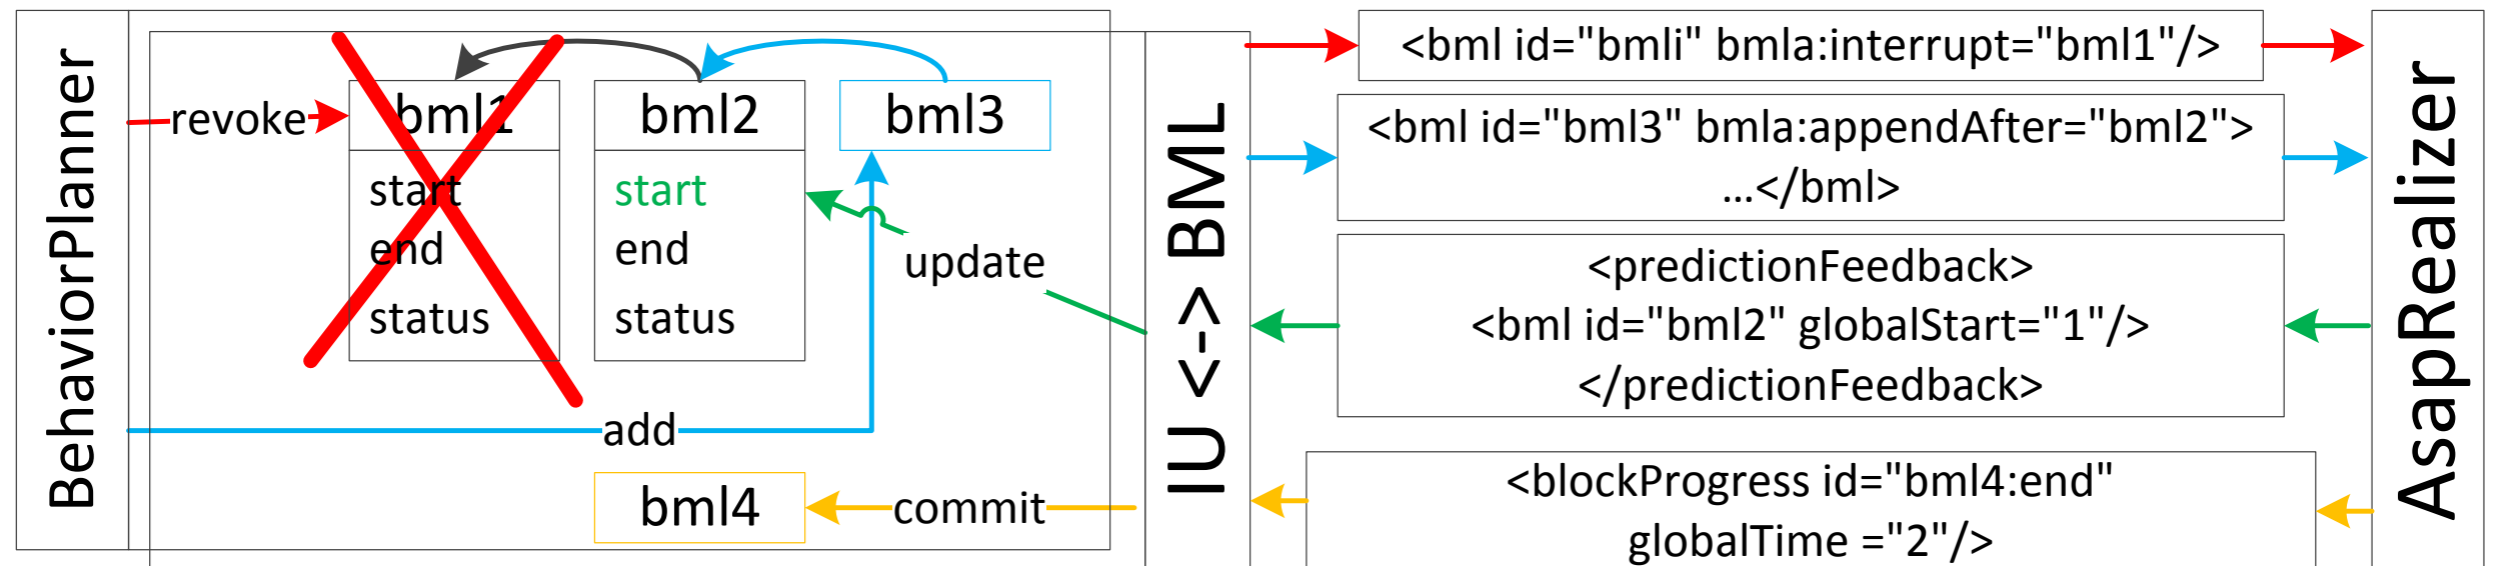 BehaviorPlanner
revoke
bml1
start
end
status
bml2
start
end
status
bml3
update
add
bml4
commit
IU <-> BML
<bml id="bmli" bmla:interrupt="bml1"/>
<bml id="bml3" bmla:appendAfter="bml2">
...</bml>
<predictionFeedback>
<bml id="bml2" globalStart="1"/>
</predictionFeedback>
<blockProgress id="bml4:end"
globalTime ="2"/>
AsapRealizer